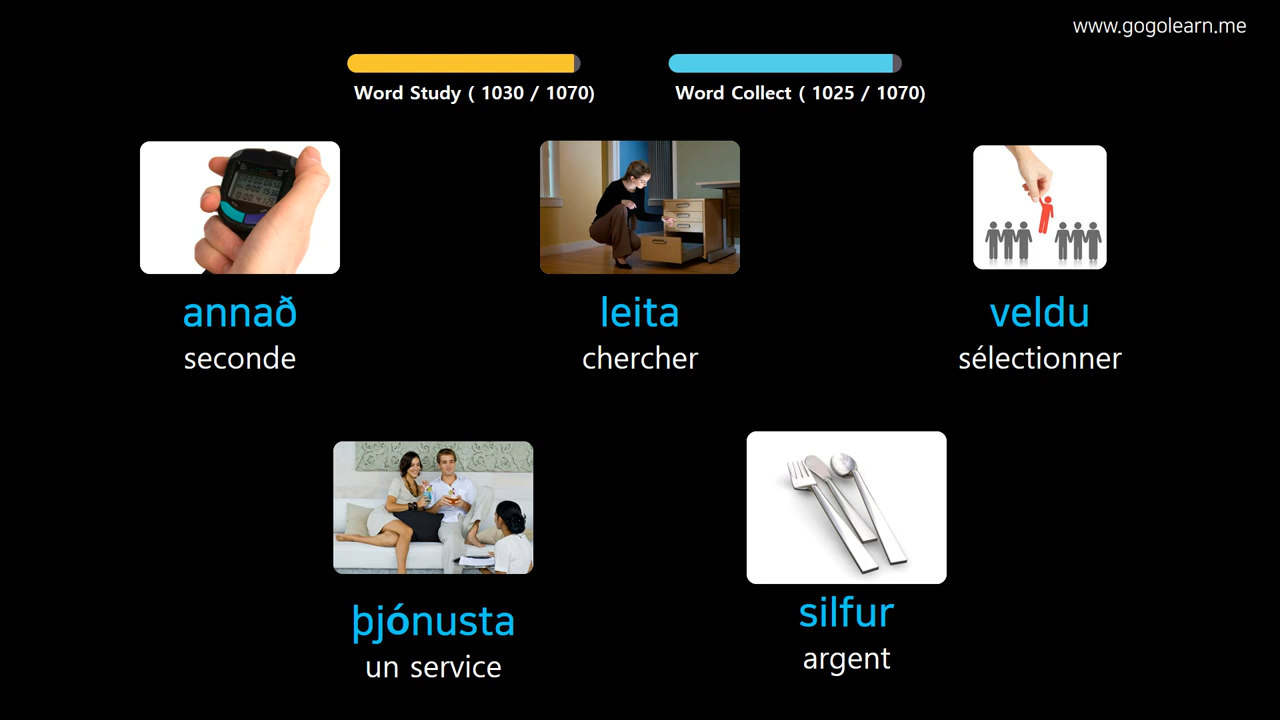 www.gogolearn.me
Word Study ( 1030 / 1070)
Word Collect ( 1025 / 1070)
annað
seconde
leita
chercher
veldu
sélectionner
þjónusta
un service
silfur
argent